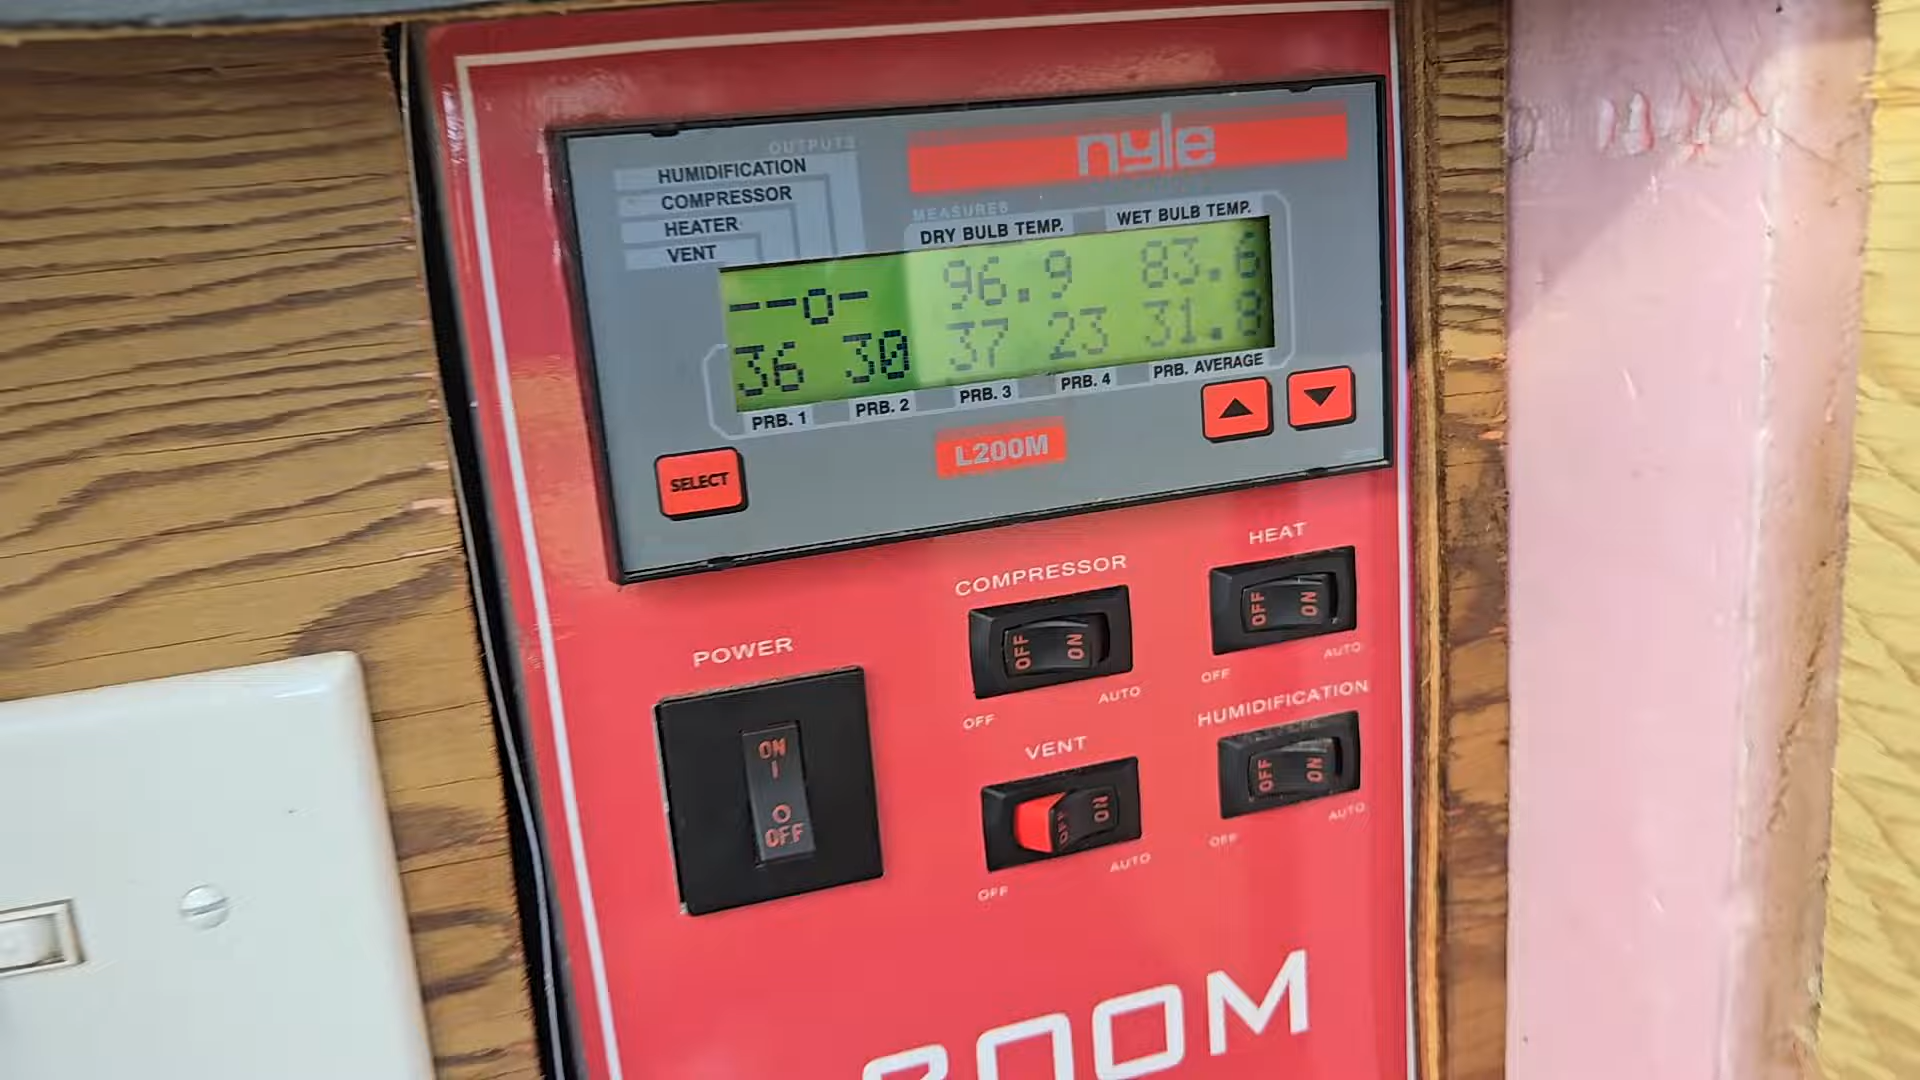 OUTPUTS
HUMIDIFICATION
COMPRESSOR
HEATER
VENT
nyle
MEASURES
DRY BULB TEMP.
WET BULB TEMP.
--o- 96.9 83.6
36 30 37 23 31.8
PRB. 1 PRB. 2 PRB. 3 PRB. 4 PRB. AVERAGE
SELECT
L200M
COMPRESSOR
OFF ON
OFF AUTO
HEAT
OFF ON
OFF AUTO
POWER
ON
I
O
OFF
VENT
OFF ON
OFF AUTO
HUMIDIFICATION
OFF ON
OFF AUTO
200M